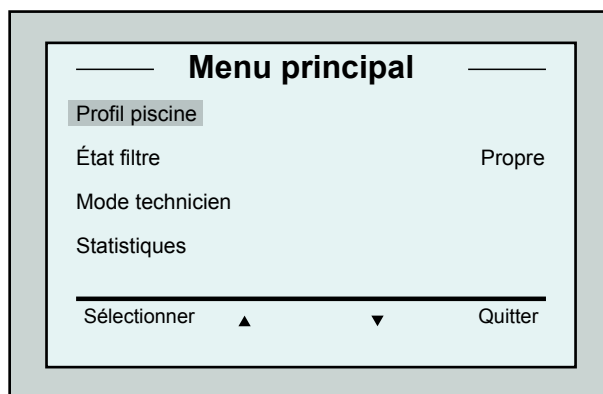 Menu principal
Profil piscine
État filtre Propre
Mode technicien
Statistiques
Sélectionner ▲ ▼ Quitter